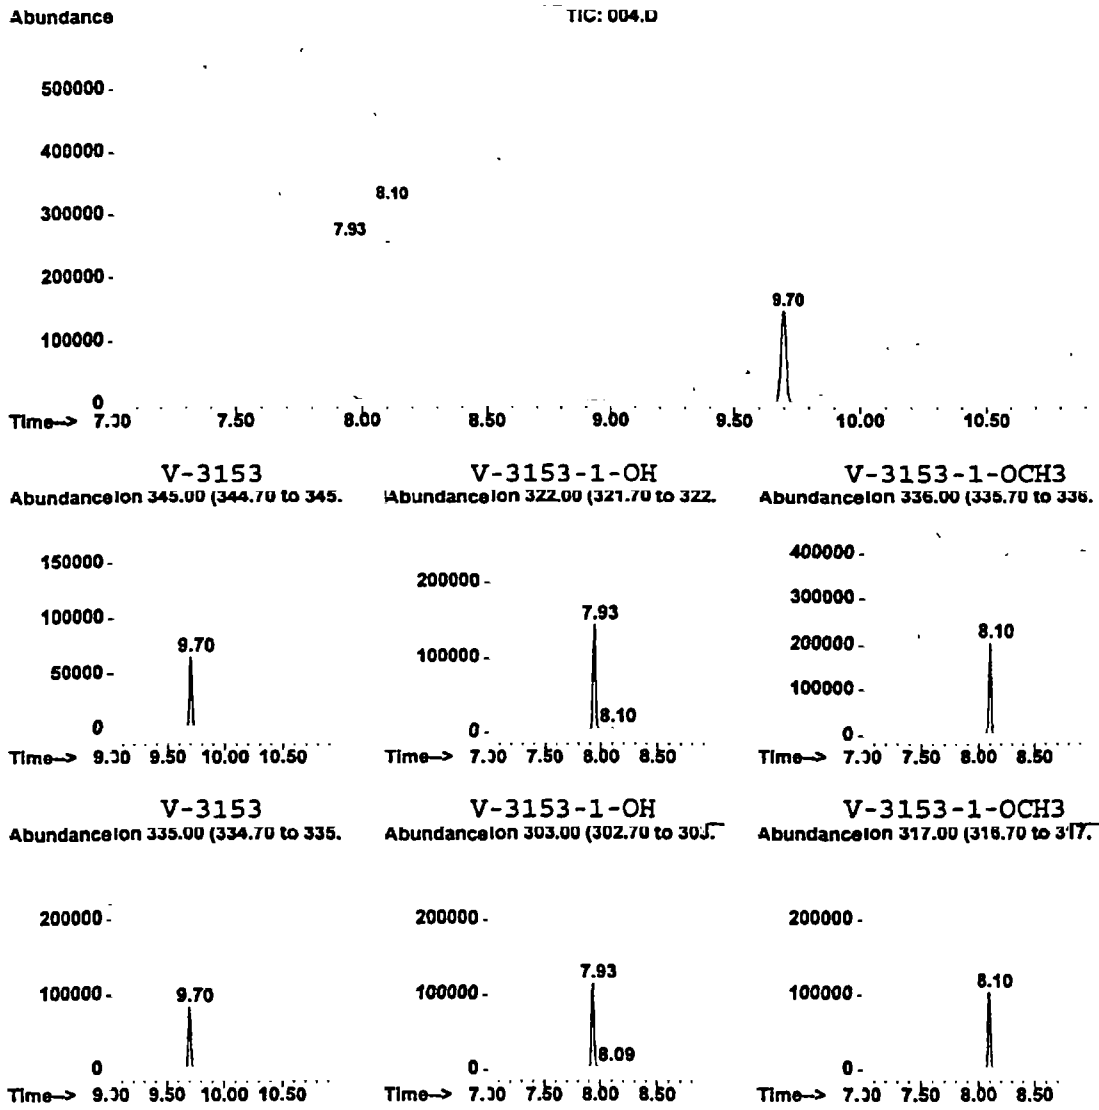 Abundance TIC: 004.D
500000
400000
8.10
300000
7.93
200000
9.70
100000
0
Time--> 7.00 7.50 8.00 8.50 9.00 9.50 10.00 10.50
V-3153 V-3153-1-OH V-3153-1-OCH3
Abundance Ion 345.00 (344.70 to 345. Abundance Ion 322.00 (321.70 to 322. Abundance Ion 336.00 (335.70 to 336.
150000 200000 400000
100000 7.93 300000
9.70 100000 8.10
50000 8.10 200000
0 0 100000
0
Time--> 9.00 9.50 10.00 10.50 Time--> 7.00 7.50 8.00 8.50 Time--> 7.00 7.50 8.00 8.50
V-3153 V-3153-1-OH V-3153-1-OCH3
Abundance Ion 335.00 (334.70 to 335. Abundance Ion 303.00 (302.70 to 303. Abundance Ion 317.00 (316.70 to 317.
200000 200000 200000
9.70 7.93 8.10
100000 100000 100000
8.09
0 0 0
Time--> 9.00 9.50 10.00 10.50 Time--> 7.00 7.50 8.00 8.50 Time--> 7.00 7.50 8.00 8.50